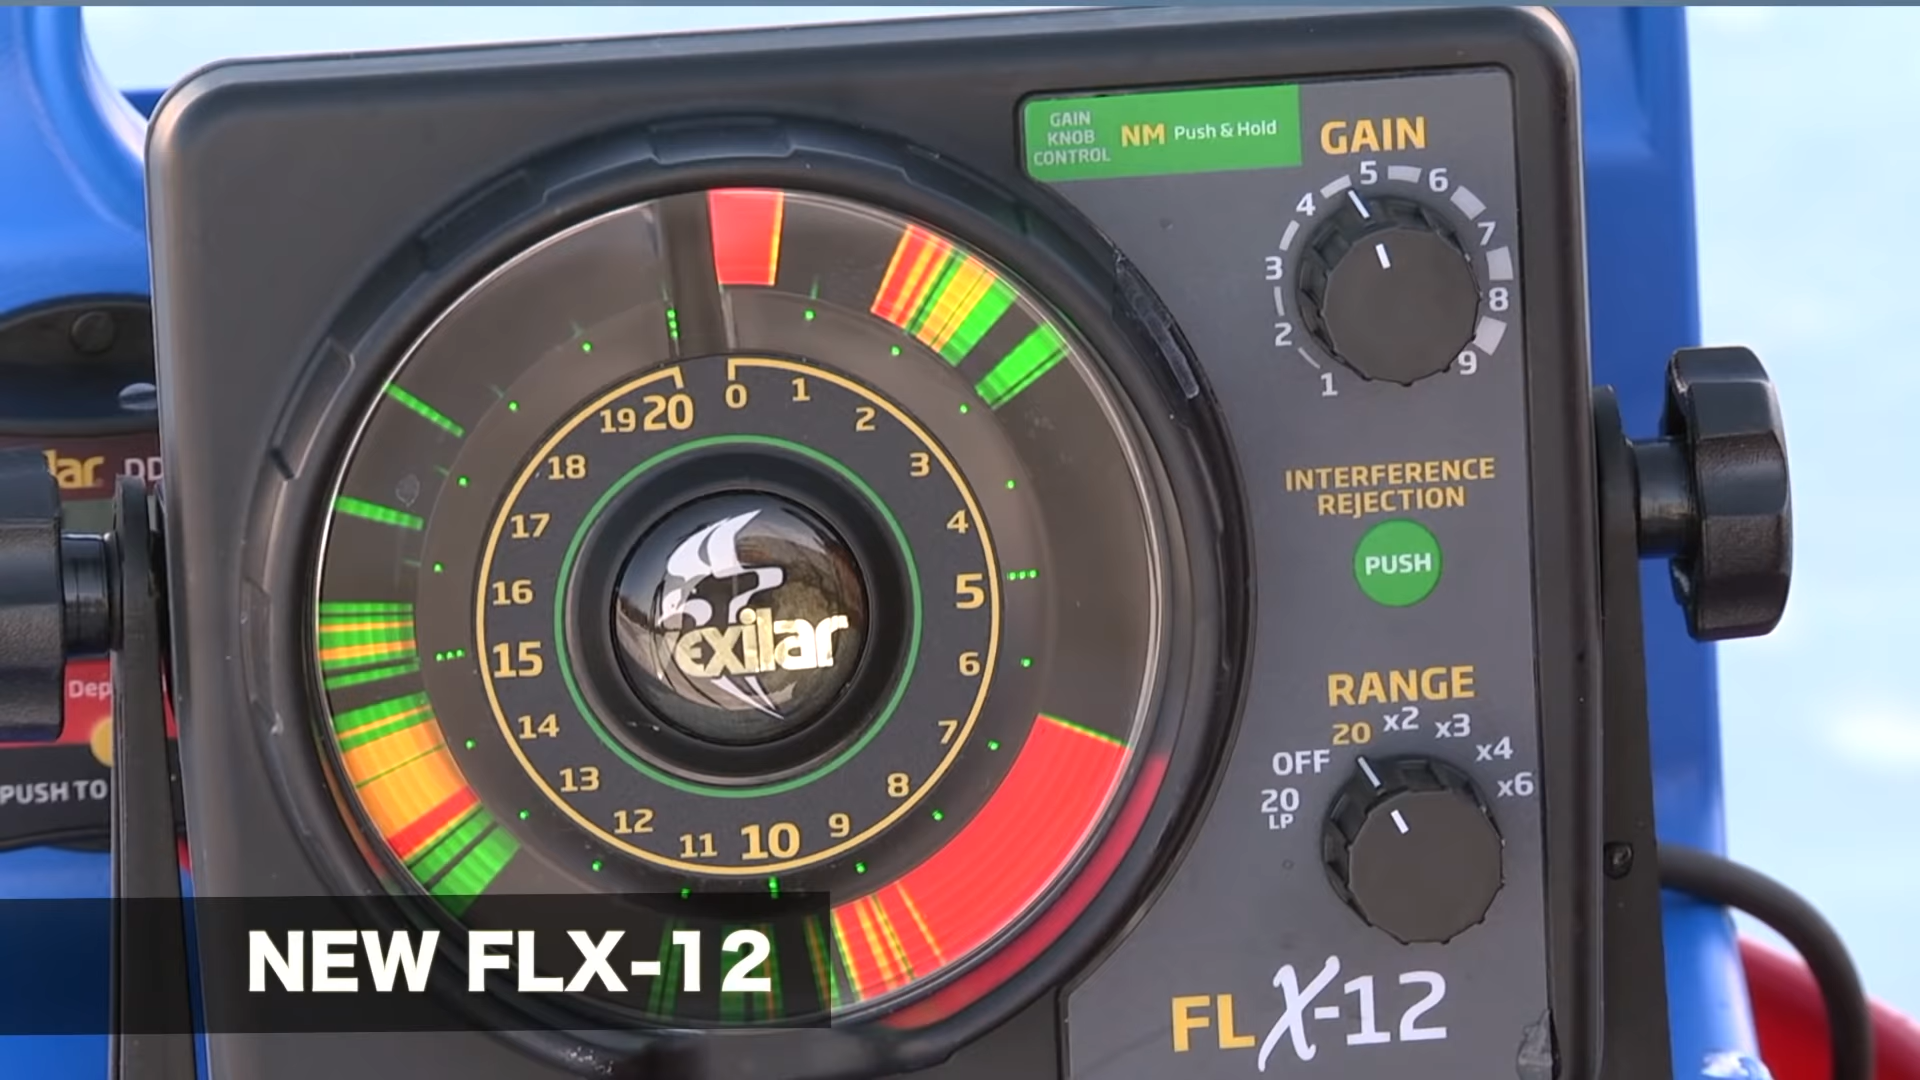 GAIN
KNOB
CONTROL
NM Push & Hold
GAIN
1 2 3 4 5 6 7 8 9
0 1 2 3 4 5 6 7 8 9 10 11 12 13 14 15 16 17 18 19 20
vexilar
INTERFERENCE
REJECTION
PUSH
RANGE
20 LP OFF 20 x2 x3 x4 x6
FLX-12
PUSH TO
NEW FLX-12